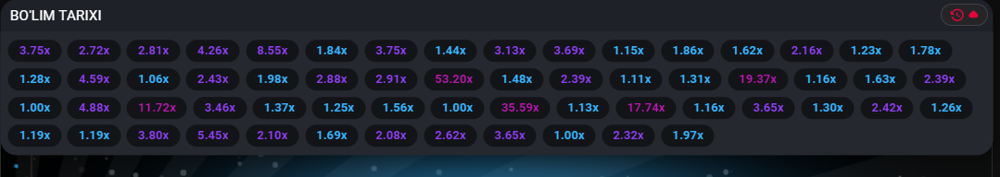 BO'LIM TARIXI
3.75x 2.72x 2.81x 4.26x 8.55x 1.84x 3.75x 1.44x 3.13x 3.69x 1.15x 1.86x 1.62x 2.16x 1.23x 1.78x
1.28x 4.59x 1.06x 2.43x 1.98x 2.88x 2.91x 53.20x 1.48x 2.39x 1.11x 1.31x 19.37x 1.16x 1.63x 2.39x
1.00x 4.88x 11.72x 3.46x 1.37x 1.25x 1.56x 1.00x 35.59x 1.13x 17.74x 1.16x 3.65x 1.30x 2.42x 1.26x
1.19x 1.19x 3.80x 5.45x 2.10x 1.69x 2.08x 2.62x 3.65x 1.00x 2.32x 1.97x